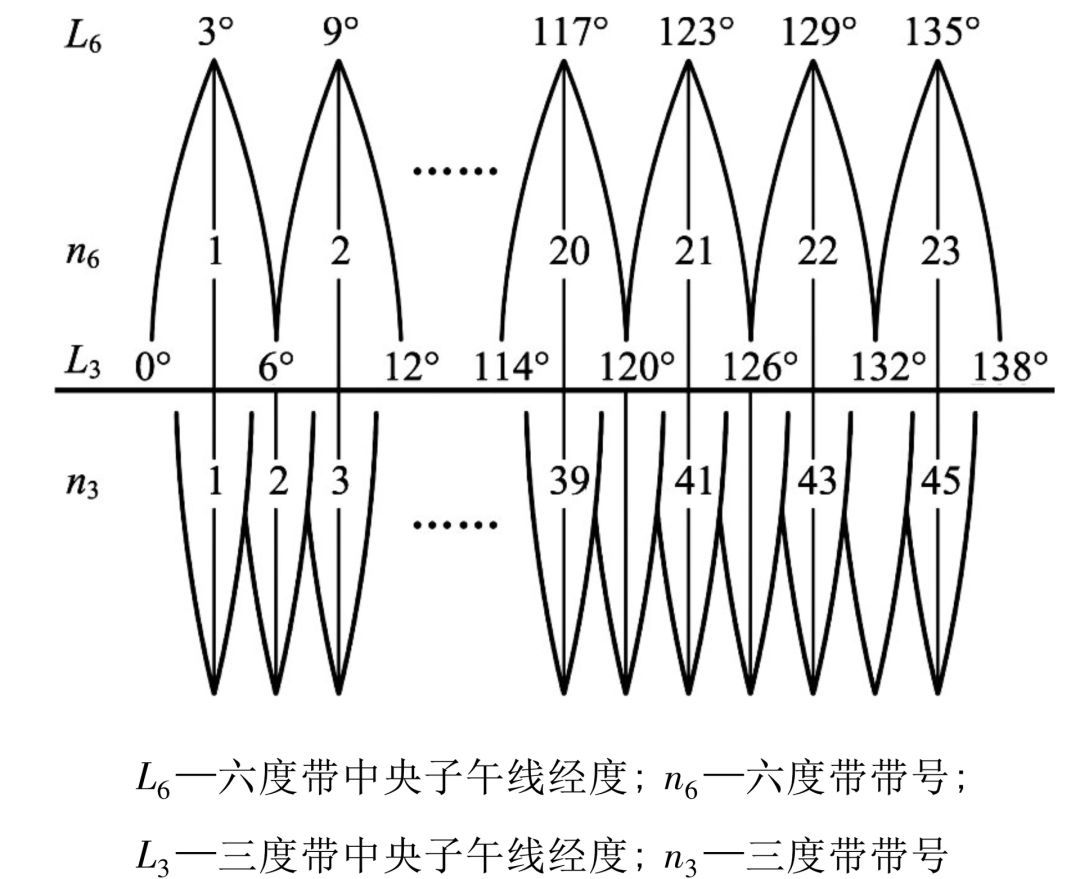 L₆ 3° 9° 117° 123° 129° 135°
......
n₆ 1 2 20 21 22 23
L₃ 0° 6° 12° 114° 120° 126° 132° 138°
n₃ 1 2 3 39 41 43 45
......
L₆—六度带中央子午线经度; n₆—六度带带号;
L₃—三度带中央子午线经度; n₃—三度带带号